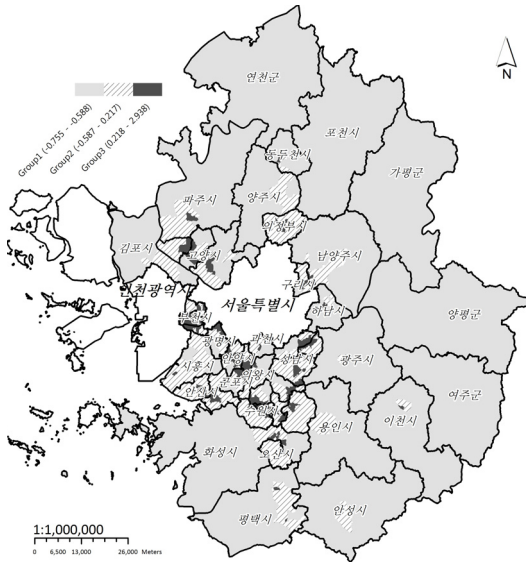 N
Group1 (-0.755 - -0.588)
Group2 (-0.587 - 0.217)
Group3 (0.218 - 2.938)
연천군
포천시
동두천시
가평군
파주시
양주시
의정부시
김포시
고양시
남양주시
구리시
인천광역시
서울특별시
하남시
양평군
부천시
광명시
과천시
안양시
성남시
광주시
시흥시
의왕시
군포시
여주군
안산시
수원시
이천시
용인시
화성시
오산시
평택시
안성시
1:1,000,000
0 6,500 13,000 26,000 Meters